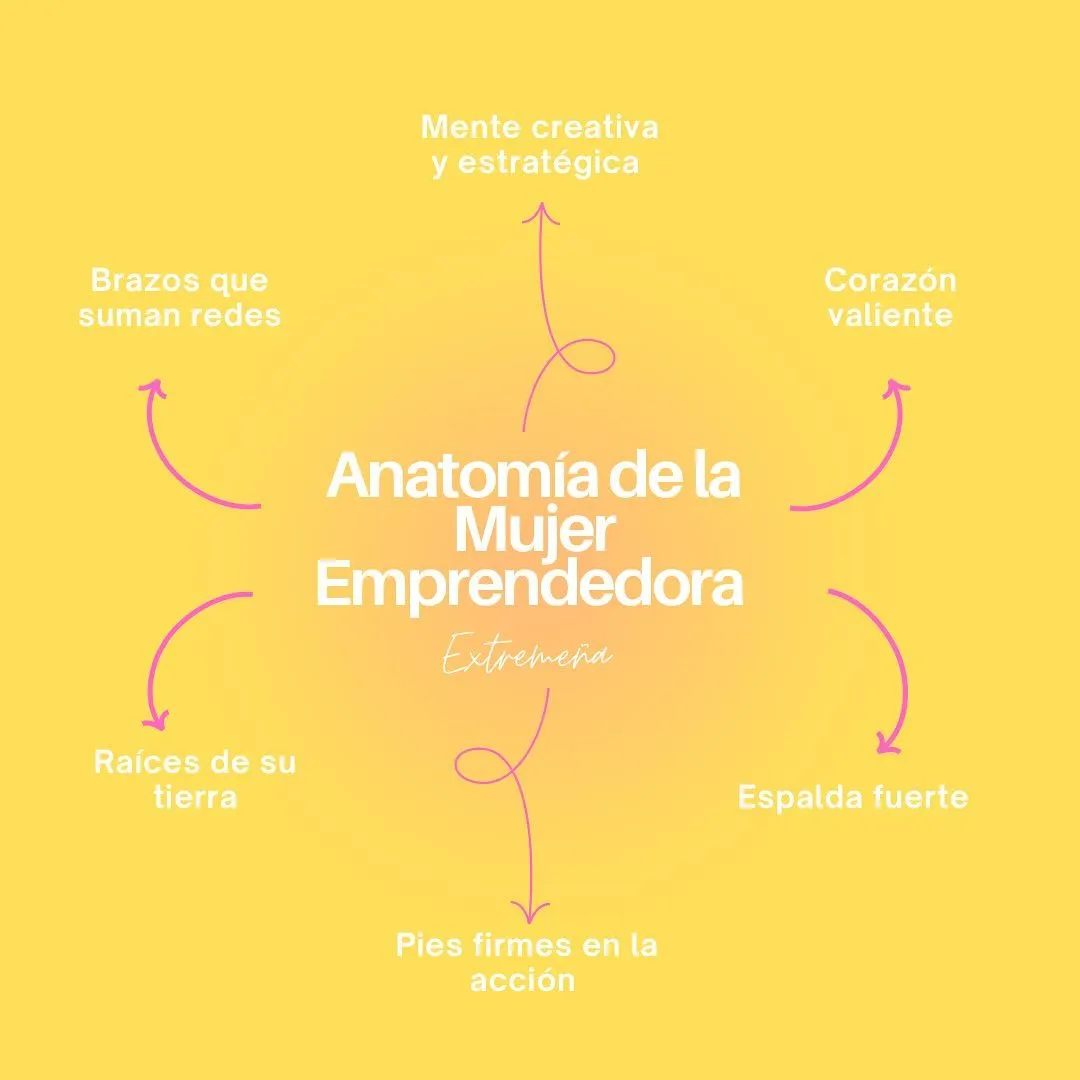 Mente creativa
y estratégica
Brazos que
suman redes
Corazón
valiente
Anatomía de la
Mujer
Emprendedora
Extremeña
Raíces de su
tierra
Espalda fuerte
Pies firmes en la
acción